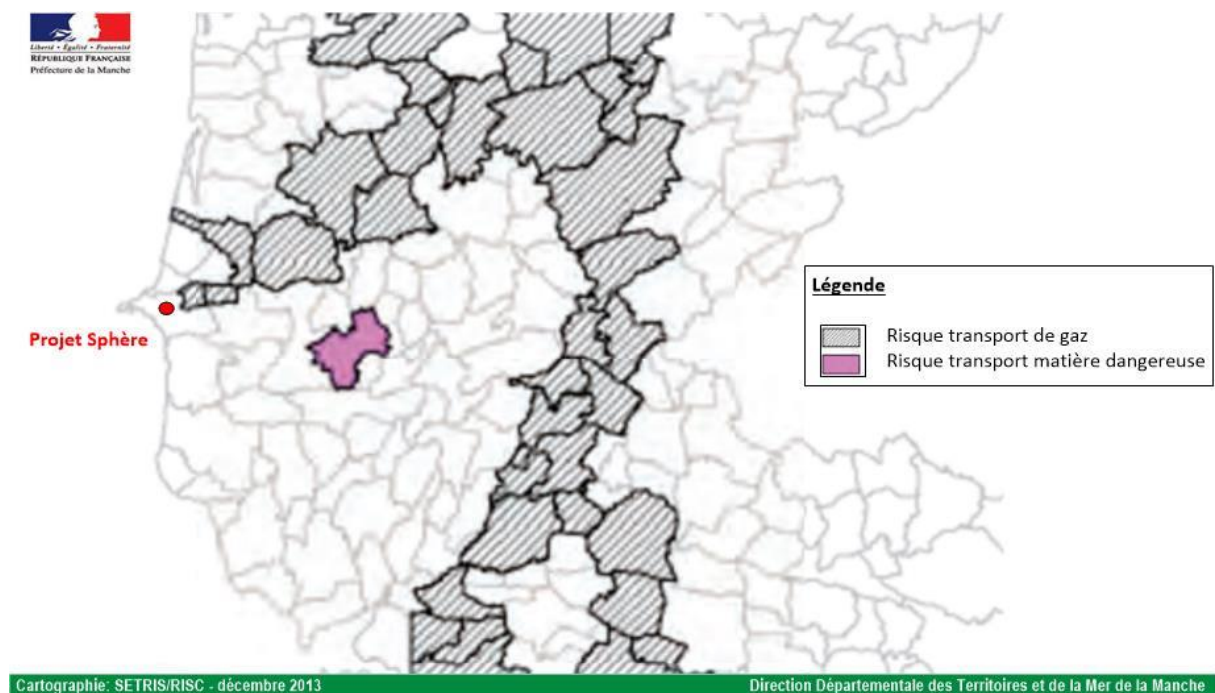 Liberté • Égalité • Fraternité
RÉPUBLIQUE FRANÇAISE
Préfecture de la Manche
Légende
Risque transport de gaz
Risque transport matière dangereuse
Projet Sphère
Cartographie: SETRIS/RISC - décembre 2013
Direction Départementale des Territoires et de la Mer de la Manche